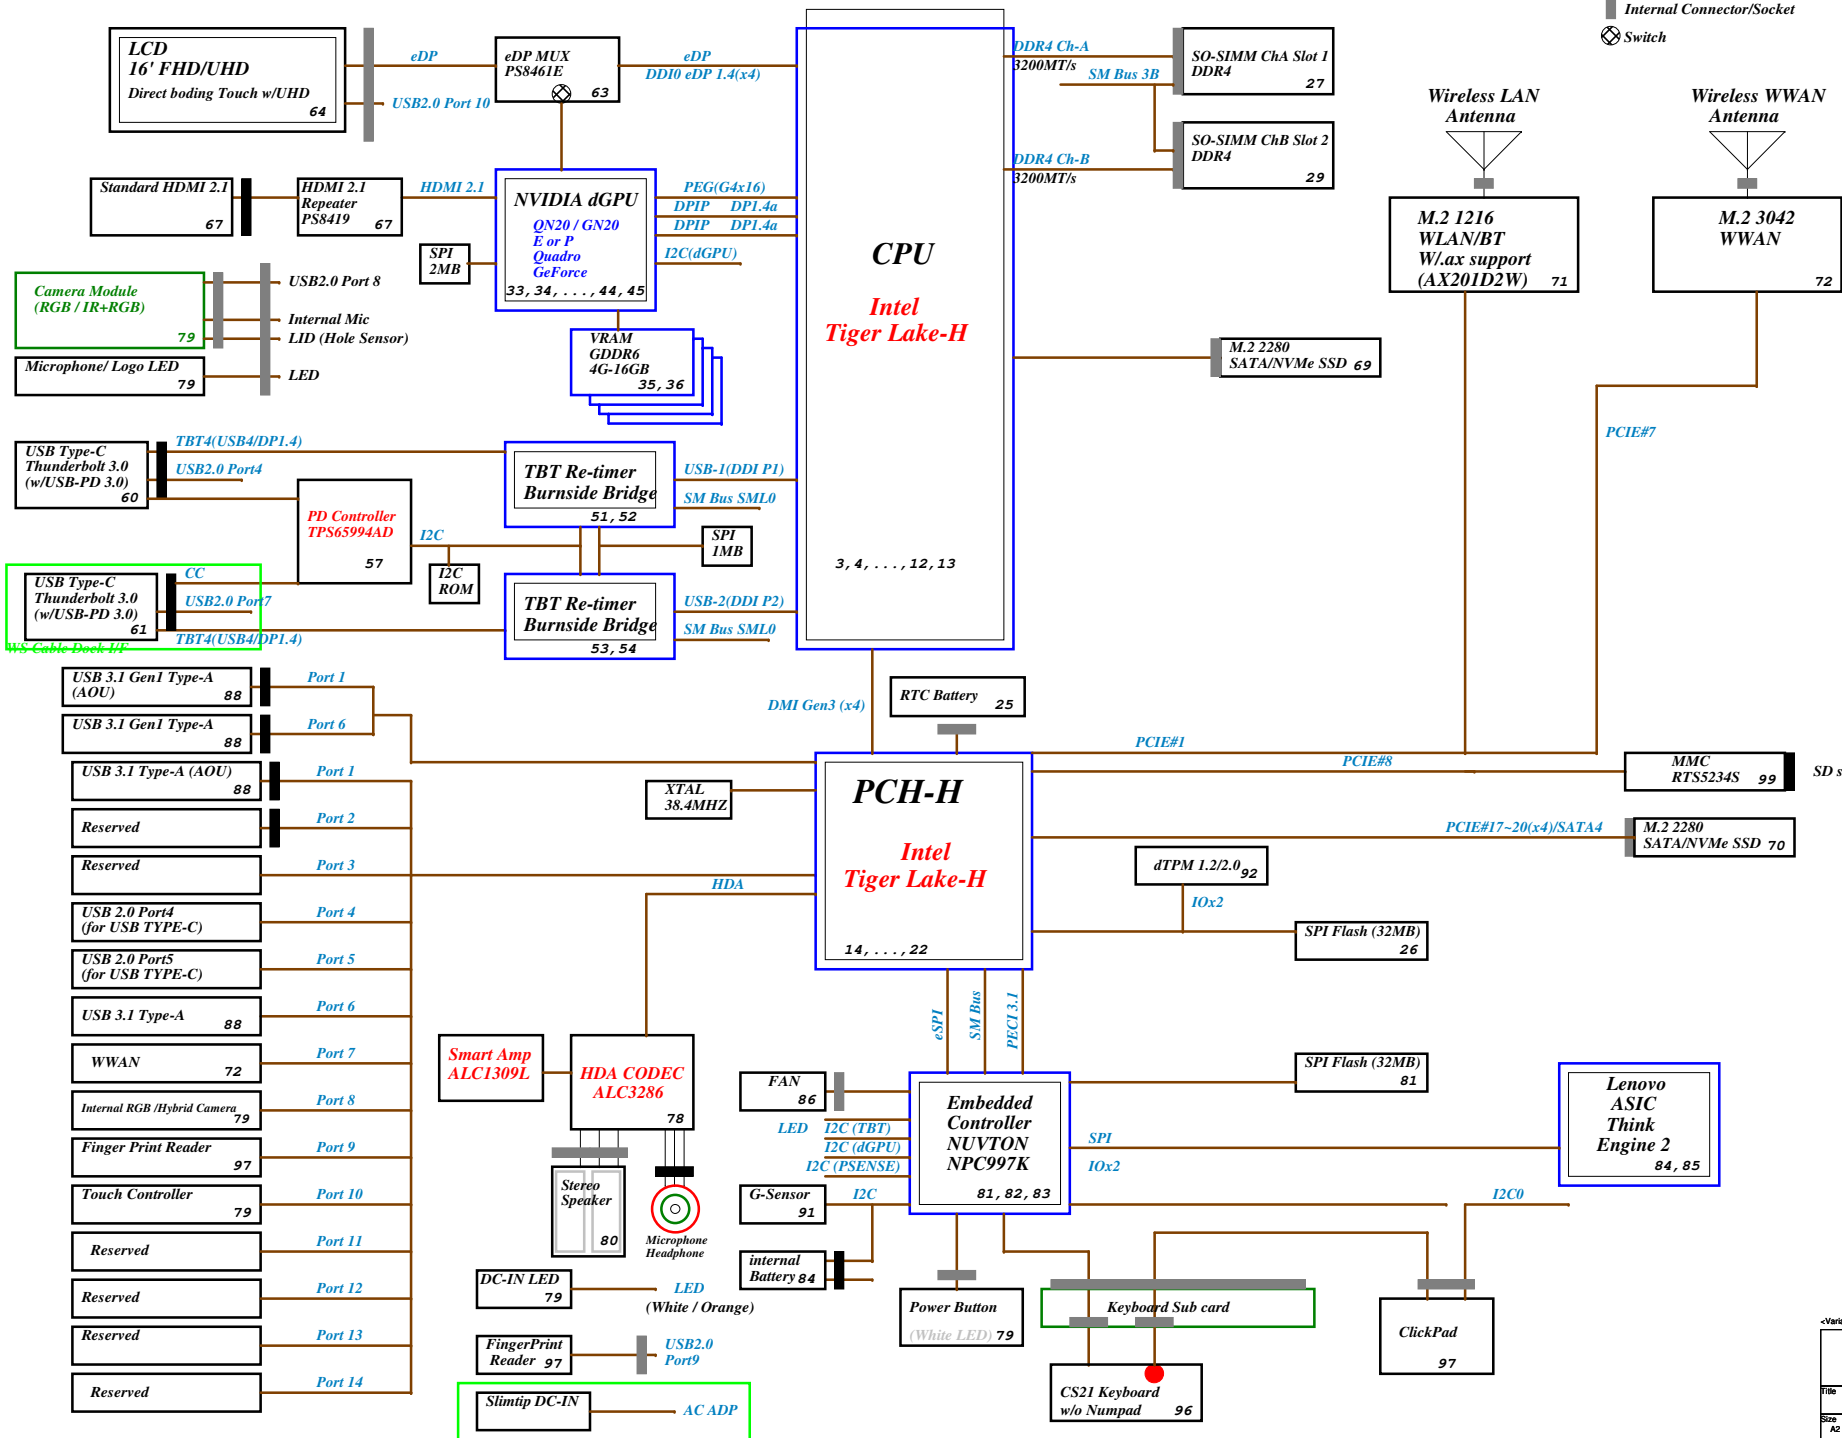 Internal Connector/Socket
Switch
LCD
16' FHD/UHD
Direct boding Touch w/UHD
64
eDP
USB2.0 Port 10
eDP MUX
PS8461E
63
eDP
DDI0 eDP 1.4(x4)
DDR4 Ch-A
3200MT/s
SM Bus 3B
SO-SIMM ChA Slot 1
DDR4
27
SO-SIMM ChB Slot 2
DDR4
29
DDR4 Ch-B
3200MT/s
Wireless LAN
Antenna
Wireless WWAN
Antenna
Standard HDMI 2.1
67
HDMI 2.1
Repeater
PS8419
67
HDMI 2.1
NVIDIA dGPU
QN20 / GN20
E or P
Quadro
GeForce
33,34,...,44,45
PEG(G4x16)
DPIP DP1.4a
DPIP DP1.4a
I2C(dGPU)
SPI
2MB
CPU
Intel
Tiger Lake-H
3,4,...,12,13
M.2 1216
WLAN/BT
W/.ax support
(AX201D2W) 71
M.2 3042
WWAN
72
Camera Module
(RGB / IR+RGB)
79
USB2.0 Port 8
Internal Mic
LID (Hole Sensor)
Microphone/ Logo LED
79
LED
VRAM
GDDR6
4G-16GB
35,36
M.2 2280
SATA/NVMe SSD 69
PCIE#7
USB Type-C
Thunderbolt 3.0
(w/USB-PD 3.0)
60
TBT4(USB4/DP1.4)
USB2.0 Port4
TBT Re-timer
Burnside Bridge
51,52
USB-1(DDI P1)
SM Bus SML0
PD Controller
TPS65994AD
57
I2C
I2C
ROM
SPI
1MB
USB Type-C
Thunderbolt 3.0
(w/USB-PD 3.0)
61
CC
USB2.0 Port7
TBT4(USB4/DP1.4)
WS Cable Dock I/F
TBT Re-timer
Burnside Bridge
53,54
USB-2(DDI P2)
SM Bus SML0
USB 3.1 Gen1 Type-A
(AOU) 88
Port 1
USB 3.1 Gen1 Type-A
88
Port 6
DMI Gen3 (x4)
RTC Battery
25
USB 3.1 Type-A (AOU)
88
Port 1
Reserved
Port 2
Reserved
Port 3
USB 2.0 Port4
(for USB TYPE-C)
Port 4
USB 2.0 Port5
(for USB TYPE-C)
Port 5
USB 3.1 Type-A
88
Port 6
WWAN
72
Port 7
Internal RGB /Hybrid Camera
79
Port 8
Finger Print Reader
97
Port 9
Touch Controller
79
Port 10
Reserved
Port 11
Reserved
Port 12
Reserved
Port 13
Reserved
Port 14
XTAL
38.4MHZ
PCH-H
Intel
Tiger Lake-H
14,...,22
HDA
PCIE#1
PCIE#8
MMC
RTS5234S 99
SD s
PCIE#17~20(x4)/SATA4
M.2 2280
SATA/NVMe SSD 70
dTPM 1.2/2.0 92
IOx2
SPI Flash (32MB)
26
eSPI
SM Bus
PECI 3.1
Smart Amp
ALC1309L
HDA CODEC
ALC3286
78
Stereo
Speaker
80
Microphone
Headphone
FAN
86
LED
I2C (TBT)
I2C (dGPU)
I2C (PSENSE)
G-Sensor
91
I2C
internal
Battery 84
Embedded
Controller
NUVTON
NPC997K
81,82,83
SPI Flash (32MB)
81
SPI
IOx2
Lenovo
ASIC
Think
Engine 2
84,85
I2C0
DC-IN LED
79
LED
(White / Orange)
FingerPrint
Reader 97
USB2.0
Port9
Slimtip DC-IN
AC ADP
Power Button
(White LED) 79
Keyboard Sub card
CS21 Keyboard
w/o Numpad 96
ClickPad
97
<Varia
Title
Size
A2